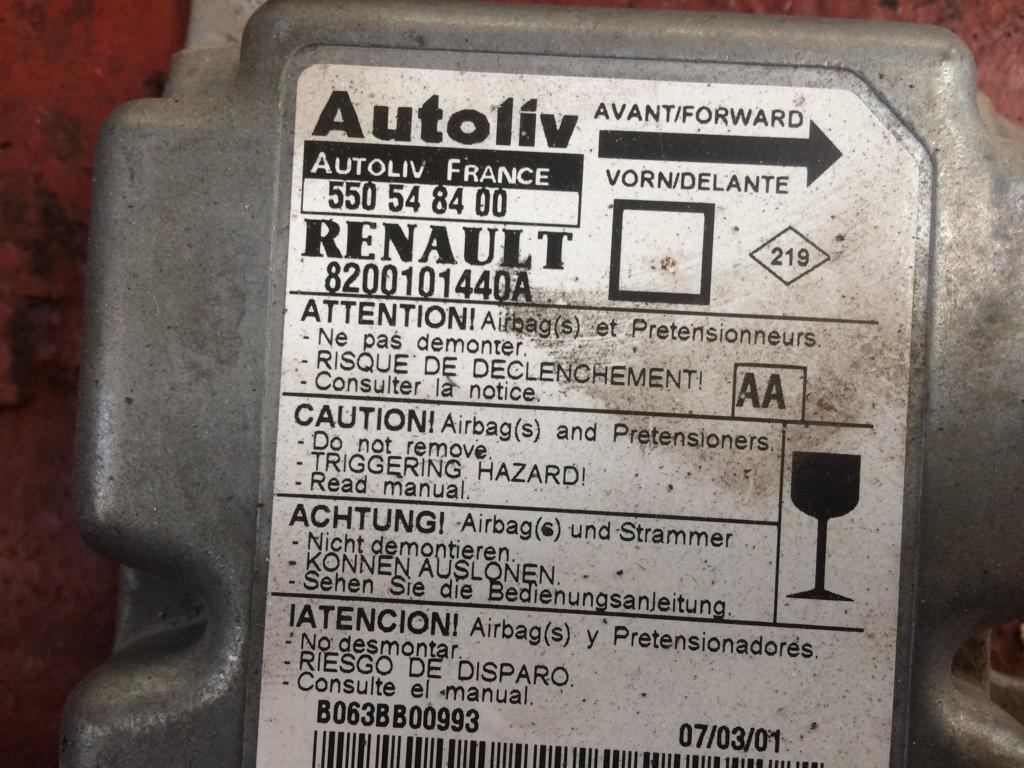 Autoliv
AVANT/FORWARD
AUTOLIV FRANCE
VORN/DELANTE
550 54 84 00
RENAULT
219
8200101440A
ATTENTION! Airbag(s) et Pretensionneurs.
- Ne pas demonter.
- RISQUE DE DECLENCHEMENT!
- Consulter la notice.
AA
CAUTION! Airbag(s) and Pretensioners.
- Do not remove.
- TRIGGERING HAZARD!
- Read manual.
ACHTUNG! Airbag(s) und Strammer
- Nicht demontieren.
- KONNEN AUSLONEN.
- Sehen Sie die Bedienungsanleitung.
IATENCION! Airbag(s) y Pretensionadores.
- No desmontar.
- RIESGO DE DISPARO.
- Consulte el manual.
B063BB00993
07/03/01